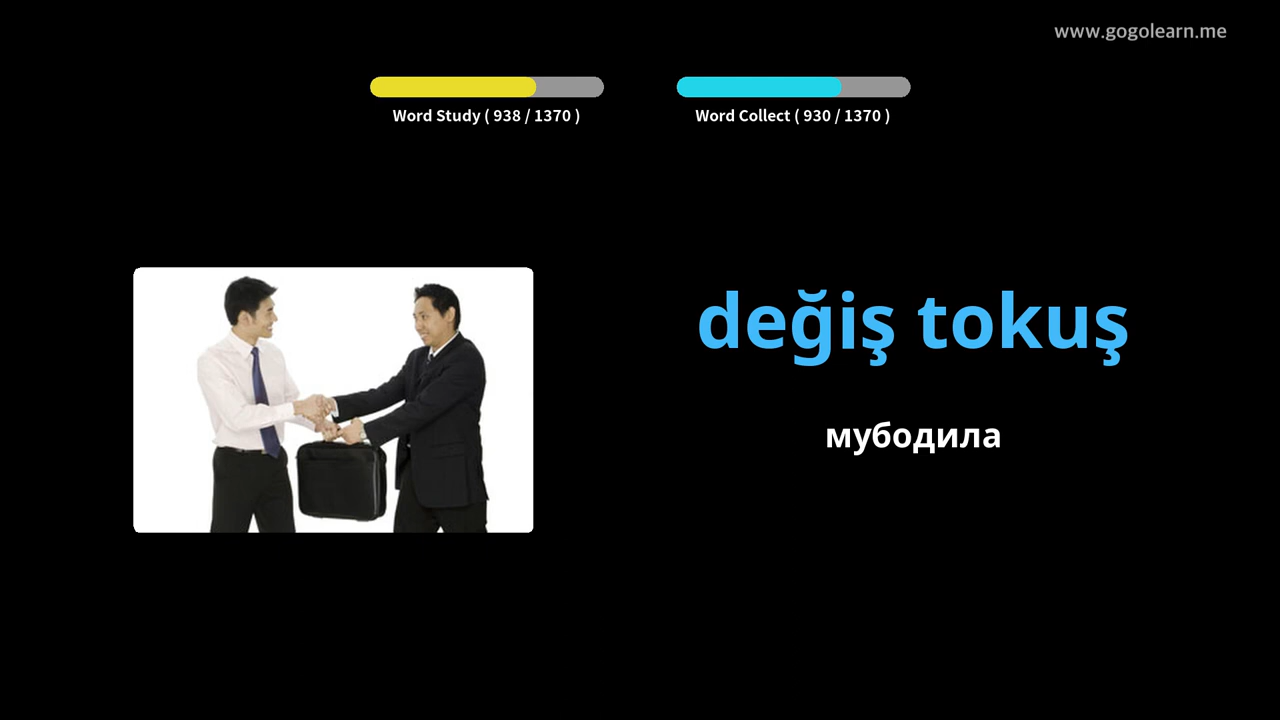 www.gogolearn.me
Word Study ( 938 / 1370 )
Word Collect ( 930 / 1370 )
değiş tokuş
мубодила